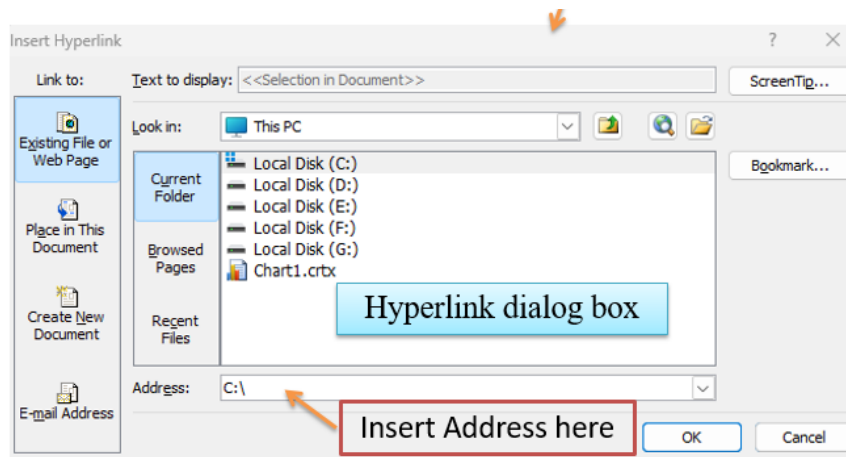 Insert Hyperlink
?
Link to:
Text to display: <<Selection in Document>>
ScreenTip...
Existing File or
Web Page
Look in:
This PC
Current
Folder
Local Disk (C:)
Local Disk (D:)
Local Disk (E:)
Local Disk (F:)
Local Disk (G:)
Chart1.crtx
Bookmark...
Place in This
Document
Browsed
Pages
Create New
Document
Recent
Files
Hyperlink dialog box
E-mail Address
Address: C:\
Insert Address here
OK
Cancel